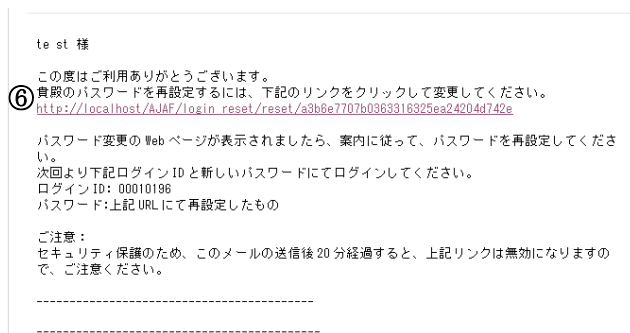 te st 様
この度はご利用ありがとうございます。
⑥貴殿のパスワードを再設定するには、下記のリンクをクリックして変更してください。
http://localhost/AJAF/login_reset/reset/a3b6e7707b0363316325ea24204d742e
パスワード変更の Web ページが表示されましたら、案内に従って、パスワードを再設定してくださ
い。
次回より下記ログイン ID と新しいパスワードにてログインしてください。
ログイン ID: 00010196
パスワード:上記 URL にて再設定したもの
ご注意：
セキュリティ保護のため、このメールの送信後 20 分経過すると、上記リンクは無効になりますの
で、ご注意ください。
------------------------------------------
-------------------------------------------